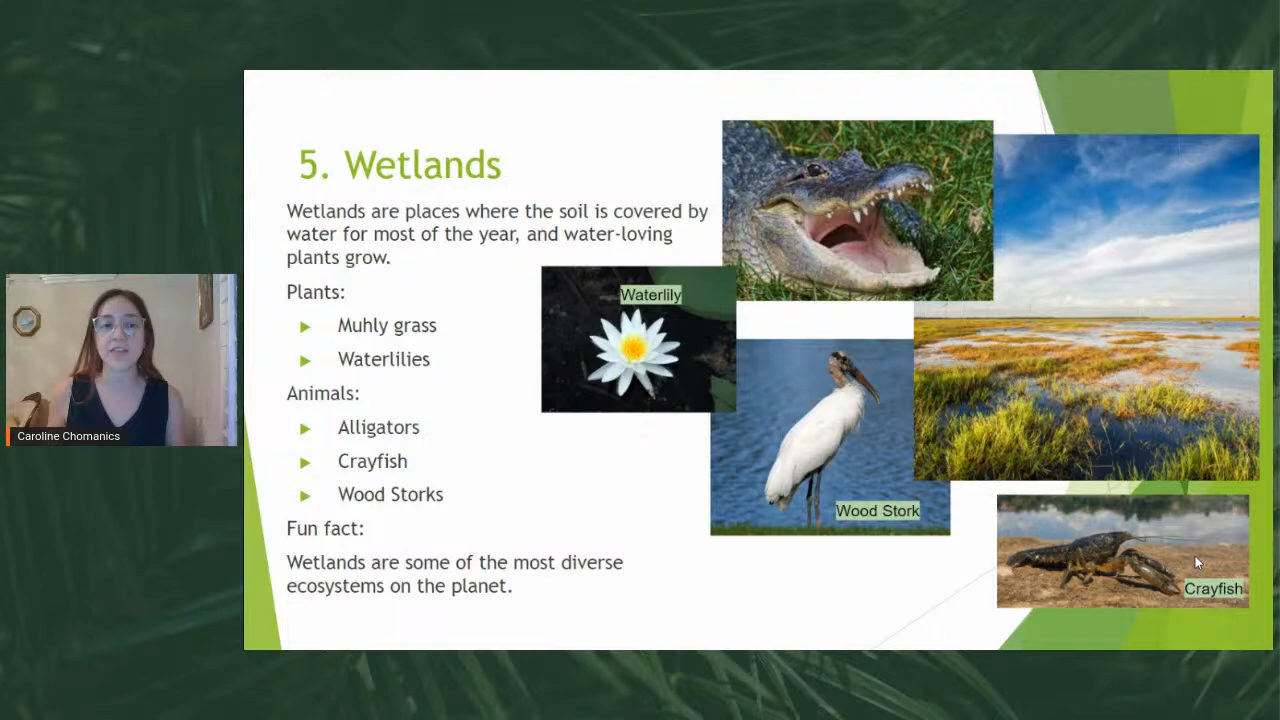 5. Wetlands
Wetlands are places where the soil is covered by
water for most of the year, and water-loving
plants grow.
Plants:
Muhly grass
Waterlilies
Animals:
Alligators
Crayfish
Wood Storks
Fun fact:
Wetlands are some of the most diverse
ecosystems on the planet.
Waterlily
Wood Stork
Crayfish
Caroline Chomanics